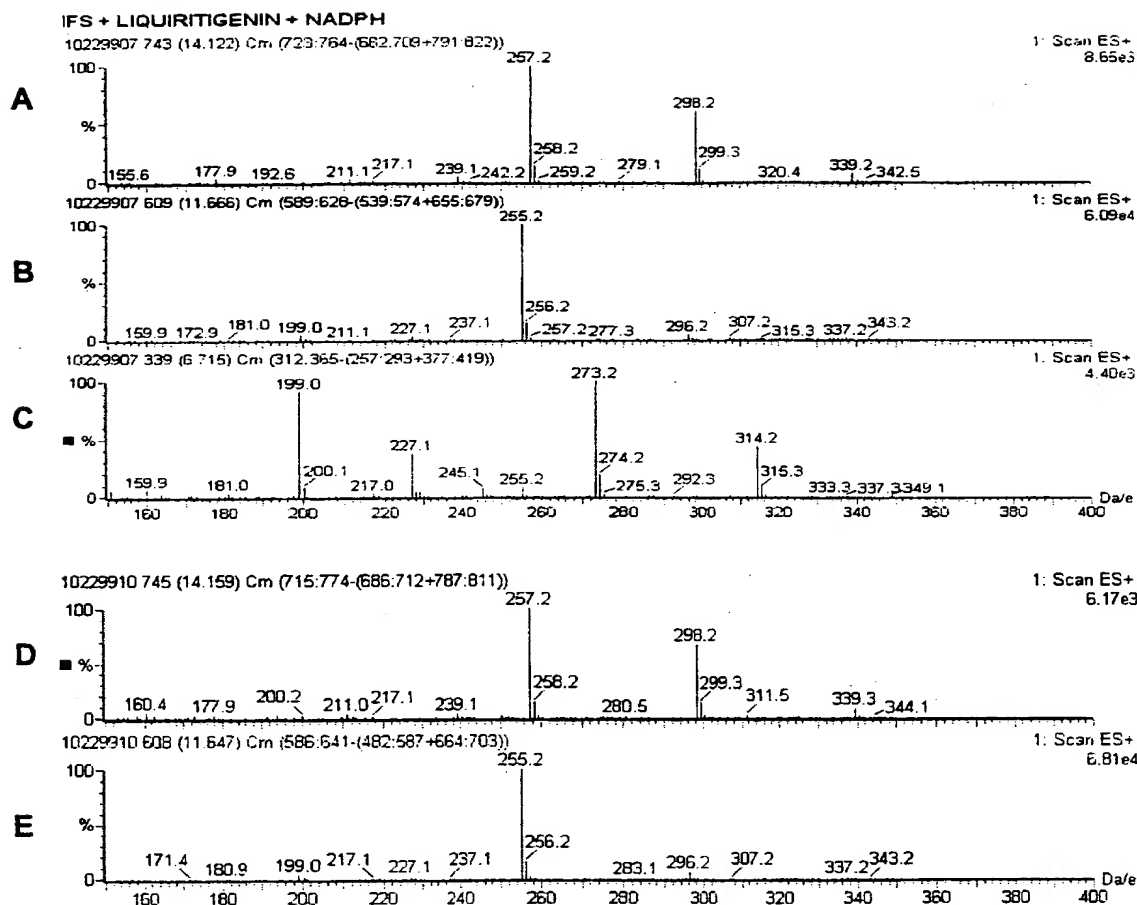 IFS + LIQUIRITIGENIN + NADPH
10229907 743 (14.122) Cm (723:764-(682:709+791:822))
1: Scan ES+
8.65e3
A
100
%
0
155.6 177.9 192.6 211.1 217.1 239.1 242.2 257.2 258.2 259.2 279.1 298.2 299.3 320.4 339.2 342.5
10229907 609 (11.666) Cm (589:628-(539:574+655:679))
1: Scan ES+
6.09e4
B
100
%
0
159.9 172.9 181.0 199.0 211.1 227.1 237.1 255.2 256.2 257.2 277.3 296.2 307.2 315.3 337.2 343.2
10229907 339 (6.715) Cm (312:365-(257:293+377:419))
1: Scan ES+
4.40e3
C
100
%
0
159.9 181.0 199.0 200.1 217.0 227.1 245.1 255.2 273.2 274.2 275.3 292.3 314.2 315.3 333.3 337.3 349.1 Da/e
160 180 200 220 240 260 280 300 320 340 360 380 400
10229910 745 (14.159) Cm (715:774-(686:712+787:811))
1: Scan ES+
6.17e3
D
100
%
0
160.4 177.9 200.2 211.0 217.1 239.1 257.2 258.2 280.5 298.2 299.3 311.5 339.3 344.1
10229910 608 (11.647) Cm (586:641-(482:587+664:703))
1: Scan ES+
6.81e4
E
100
%
0
171.4 180.9 199.0 217.1 227.1 237.1 255.2 256.2 283.1 296.2 307.2 337.2 343.2
Da/e
160 180 200 220 240 260 280 300 320 340 360 380 400